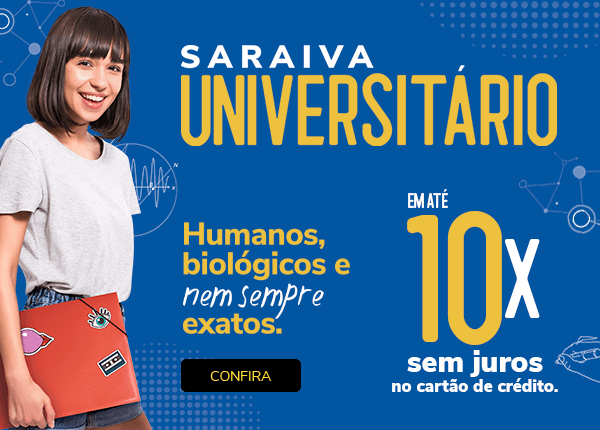 SARAIVA
UNIVERSITÁRIO
Humanos,
biológicos e
nem sempre
exatos.
CONFIRA
EM ATÉ
10X
sem juros
no cartão de crédito.
N
x